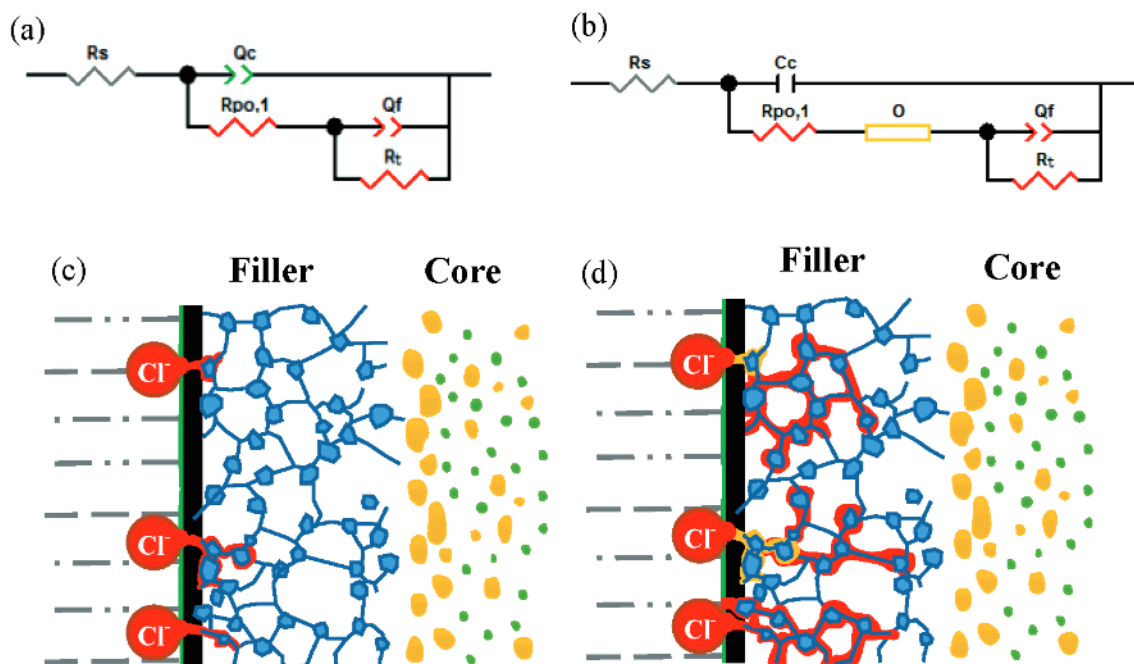 (a)
Rs
Qc
Rpo,1
Qf
Rt
(b)
Rs
Cc
Rpo,1
O
Qf
Rt
(c)
Filler
Core
Cl-
Cl-
Cl-
(d)
Filler
Core
Cl-
Cl-
Cl-